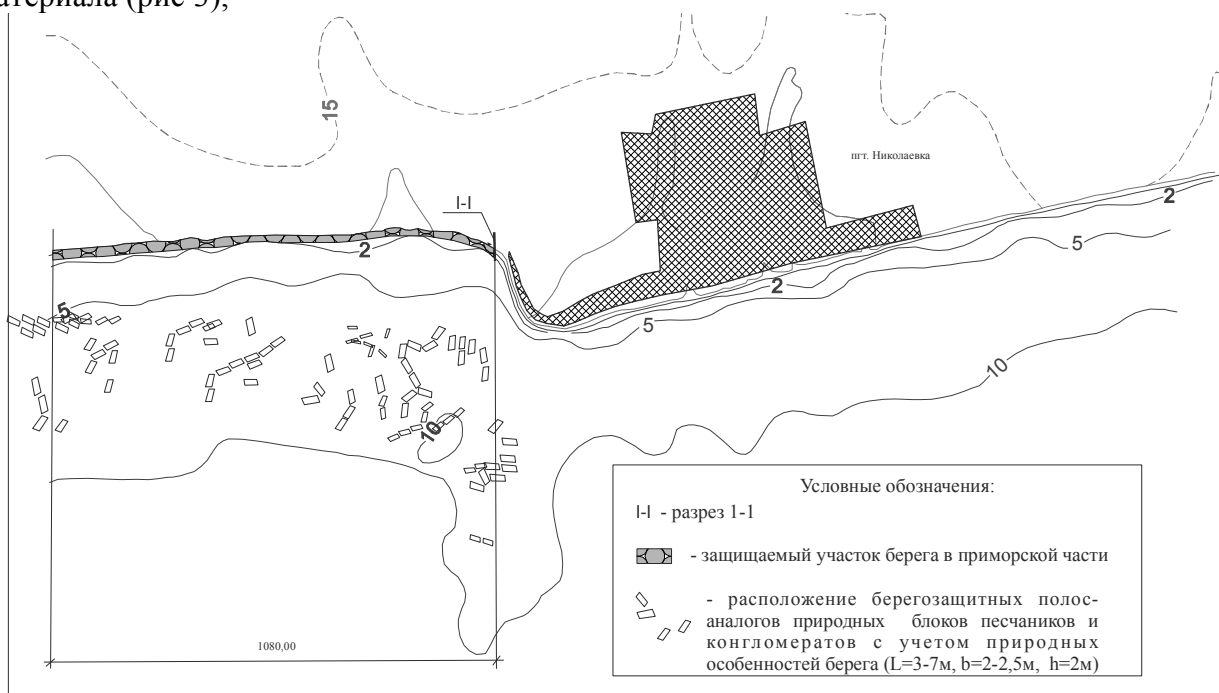 атериала (рис 3);
15
I-I
пгт. Николаевка
2
2
5
5
2
5
10
10
1080,00
Условные обозначения:
I-I - разрез 1-1
- защищаемый участок берега в приморской части
- расположение берегозащитных полос-
аналогов природных блоков песчаников и
конгломератов с учетом природных
особенностей берега (L=3-7м, b=2-2,5м, h=2м)